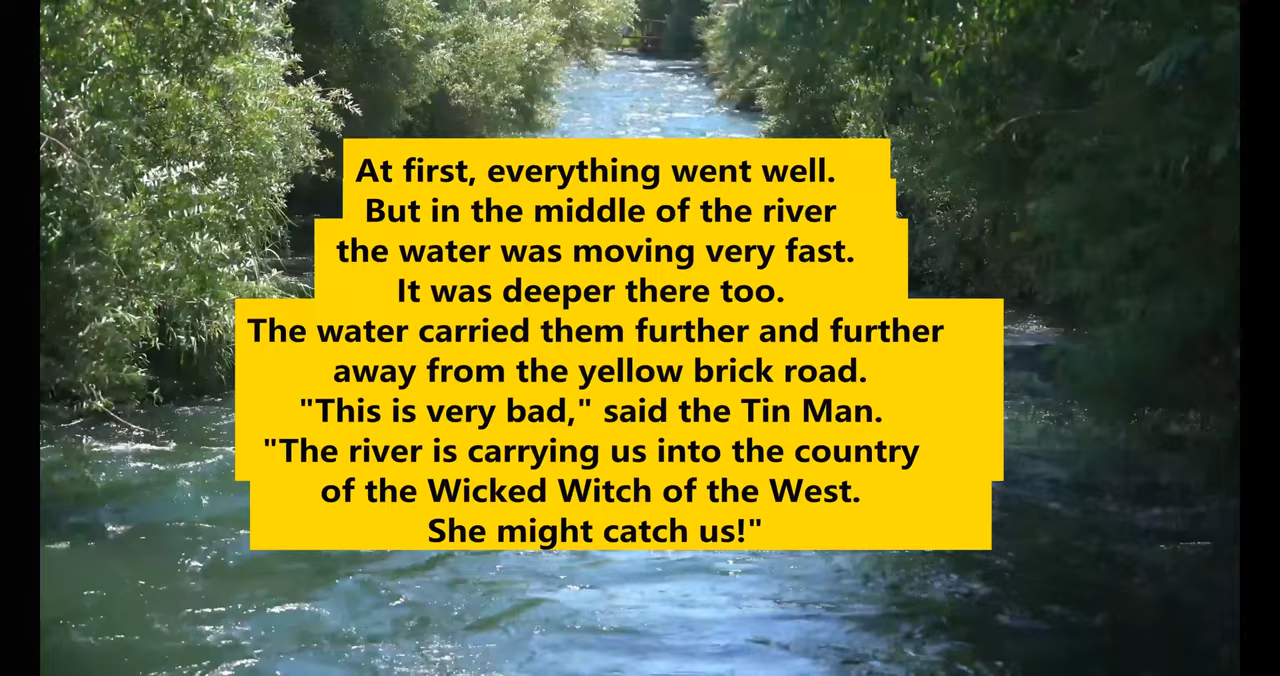 At first, everything went well.
But in the middle of the river
the water was moving very fast.
It was deeper there too.
The water carried them further and further
away from the yellow brick road.
"This is very bad," said the Tin Man.
"The river is carrying us into the country
of the Wicked Witch of the West.
She might catch us!"